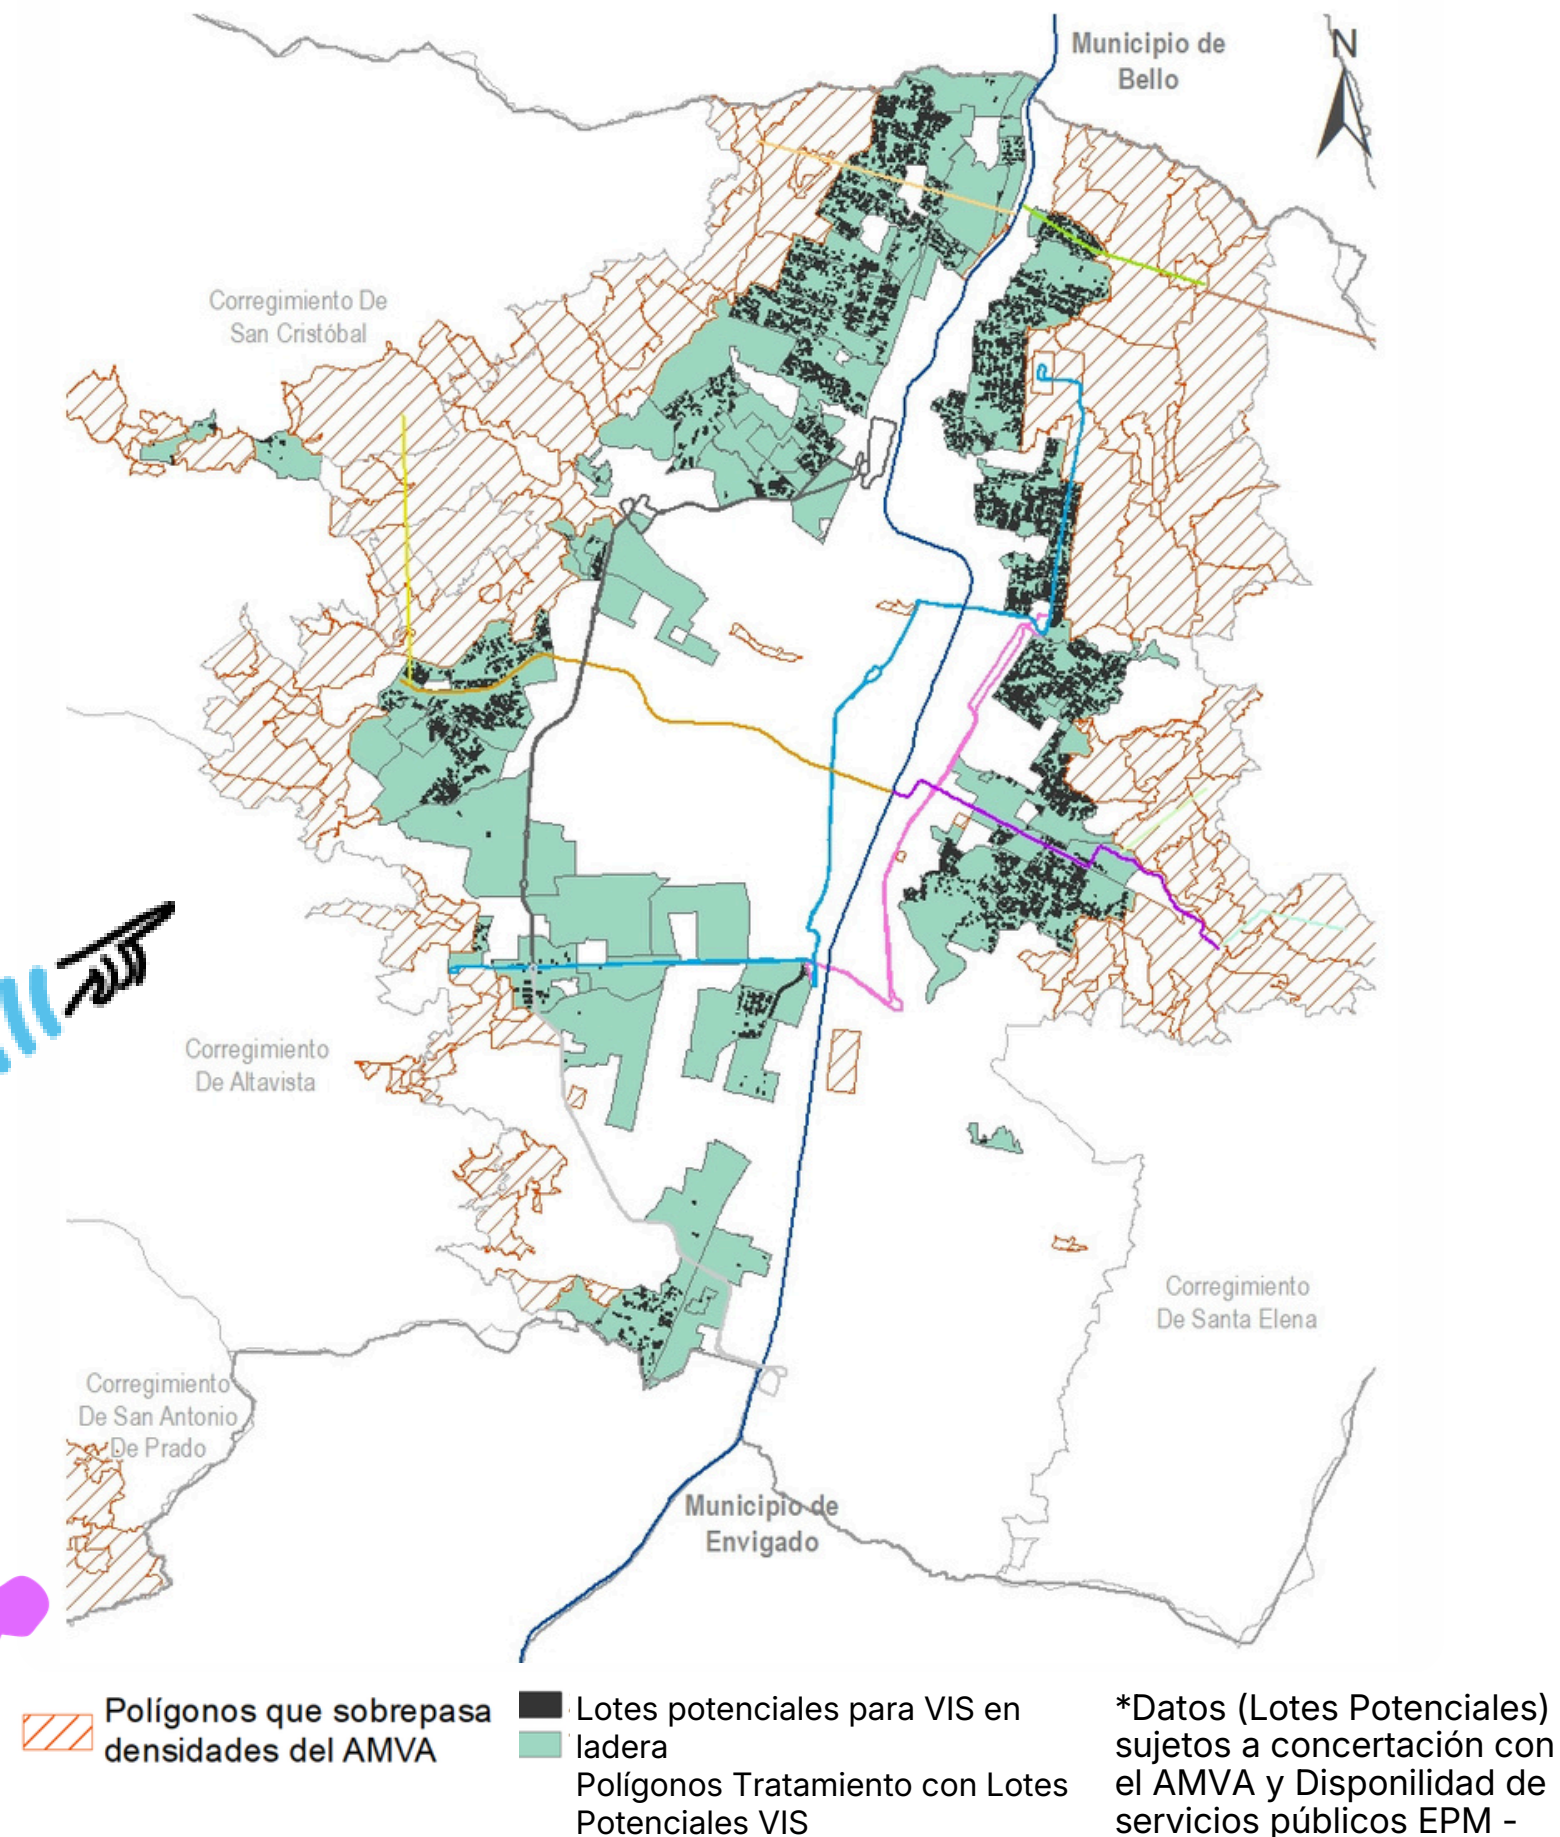 Municipio de
Bello
N
Corregimiento De
San Cristóbal
Corregimiento
De Altavista
Corregimiento
De Santa Elena
Corregimiento
De San Antonio
De Prado
Municipio de
Envigado
Polígonos que sobrepasa
densidades del AMVA
Lotes potenciales para VIS en
ladera
Polígonos Tratamiento con Lotes
Potenciales VIS
*Datos (Lotes Potenciales)
sujetos a concertación con
el AMVA y Disponilidad de
servicios públicos EPM -